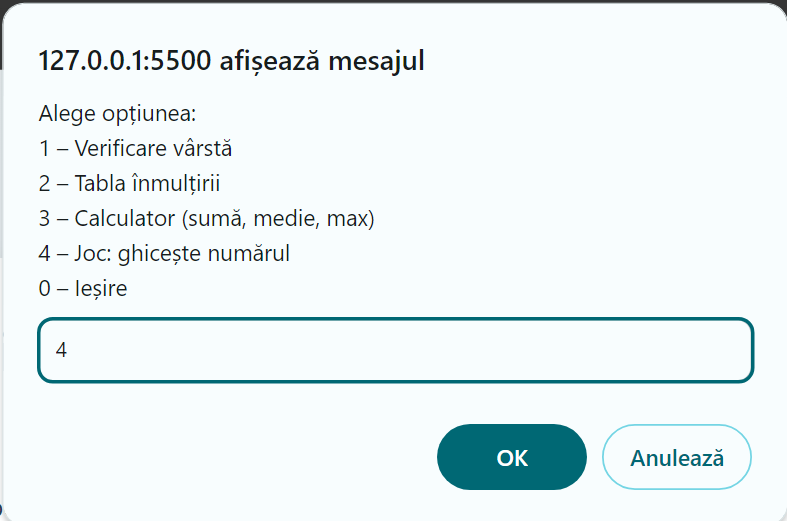 127.0.0.1:5500 afișează mesajul
Alege opțiunea:
1 – Verificare vârstă
2 – Tabla înmulțirii
3 – Calculator (sumă, medie, max)
4 – Joc: ghicește numărul
0 – Ieșire
4
OK
Anulează